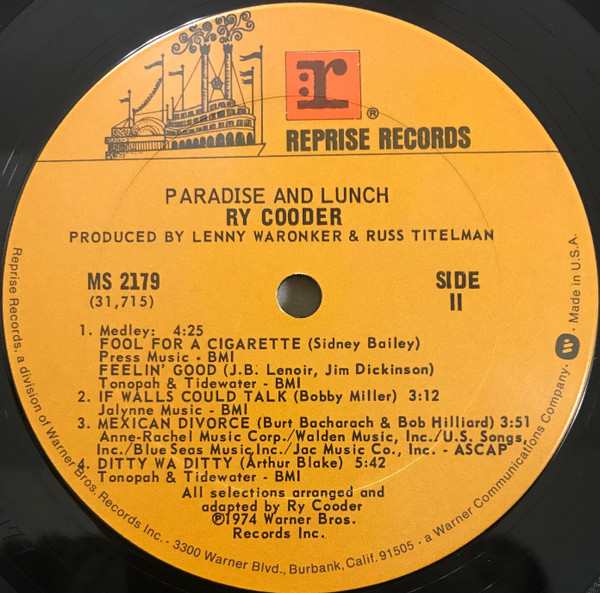 r
®
REPRISE RECORDS
PARADISE AND LUNCH
RY COODER
PRODUCED BY LENNY WARONKER & RUSS TITELMAN
MS 2179
(31,715)
SIDE
II
1. Medley: 4:25
FOOL FOR A CIGARETTE (Sidney Bailey)
Press Music - BMI
FEELIN' GOOD (J.B. Lenoir, Jim Dickinson)
Tonopah & Tidewater - BMI
2. IF WALLS COULD TALK (Bobby Miller) 3:12
Jalynne Music - BMI
3. MEXICAN DIVORCE (Burt Bacharach & Bob Hilliard) 3:51
Anne-Rachel Music Corp./Walden Music, Inc./U.S. Songs,
Inc./Blue Seas Music Inc./Jac Music Co., Inc. - ASCAP
4. DITTY WA DITTY (Arthur Blake) 5:42
Tonopah & Tidewater - BMI
All selections arranged and
adapted by Ry Cooder
℗1974 Warner Bros.
Records Inc.
Reprise Records, a division of Warner Bros. Records Inc. · 3300 Warner Blvd., Burbank, Calif. 91505 · a Warner Communications Company · W · Made in U.S.A.